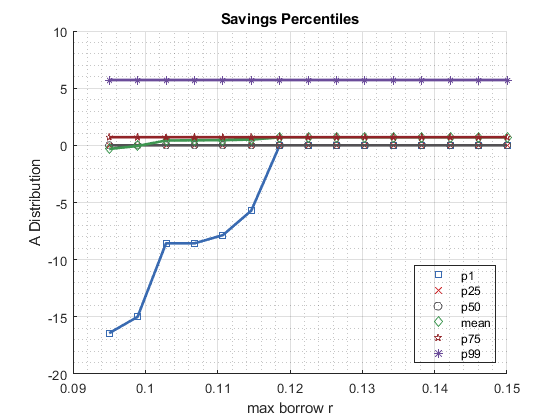 Savings Percentiles
10
5
0
-5
-10
-15
-20
A Distribution
0.09
0.1
0.11
0.12
0.13
0.14
0.15
max borrow r
p1
p25
p50
mean
p75
p99